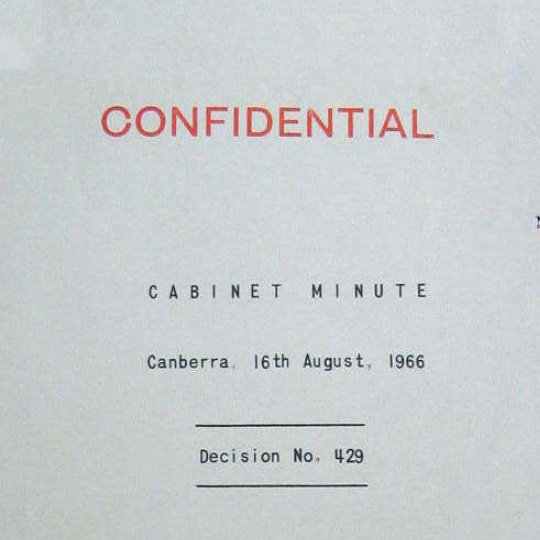 CONFIDENTIAL
CABINET MINUTE
Canberra, 16th August, 1966
Decision No. 429